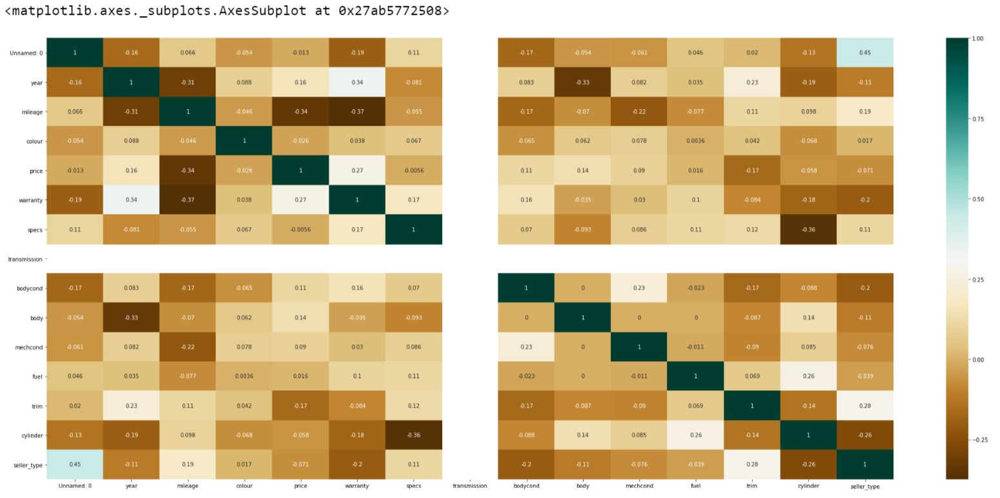 <matplotlib.axes._subplots.AxesSubplot at 0x27ab5772508>
Unnamed: 0 1 -0.16 0.066 -0.054 -0.013 -0.19 0.11 -0.17 -0.054 -0.061 0.046 0.02 -0.13 0.45 1.00
year -0.16 1 -0.31 0.088 0.16 0.34 -0.081 0.083 -0.33 0.082 0.035 0.23 -0.19 -0.11
mileage 0.066 -0.31 1 -0.046 -0.34 -0.37 -0.055 -0.17 -0.07 -0.22 -0.077 0.11 0.098 0.19 0.75
colour -0.054 0.088 -0.046 1 -0.026 0.038 0.067 -0.065 0.062 0.078 0.0036 0.042 -0.068 0.017
price -0.013 0.16 -0.34 -0.026 1 0.27 -0.0056 0.11 0.14 0.09 0.016 -0.17 -0.058 -0.071
warranty -0.19 0.34 -0.37 0.038 0.27 1 0.17 0.16 -0.035 0.03 0.1 -0.084 -0.18 -0.2 0.50
specs 0.11 -0.081 -0.055 0.067 -0.0056 0.17 1 0.07 -0.093 0.086 0.11 0.12 -0.36 0.11
transmission
bodycond -0.17 0.083 -0.17 -0.065 0.11 0.16 0.07 1 0 0.23 -0.023 -0.17 -0.088 -0.2 0.25
body -0.054 -0.33 -0.07 0.062 0.14 -0.035 -0.093 0 1 0 0 -0.087 0.14 -0.11
mechcond -0.061 0.082 -0.22 0.078 0.09 0.03 0.086 0.23 0 1 -0.011 -0.09 0.085 -0.076 0.00
fuel 0.046 0.035 -0.077 0.0036 0.016 0.1 0.11 -0.023 0 -0.011 1 0.069 0.26 -0.039
trim 0.02 0.23 0.11 0.042 -0.17 -0.084 0.12 -0.17 -0.087 -0.09 0.069 1 -0.14 0.28
cylinder -0.13 -0.19 0.098 -0.068 -0.058 -0.18 -0.36 -0.088 0.14 0.085 0.26 -0.14 1 -0.26 −0.25
seller_type 0.45 -0.11 0.19 0.017 -0.071 -0.2 0.11 -0.2 -0.11 -0.076 -0.039 0.28 -0.26 1
Unnamed: 0 year mileage colour price warranty specs transmission bodycond body mechcond fuel trim cylinder seller_type